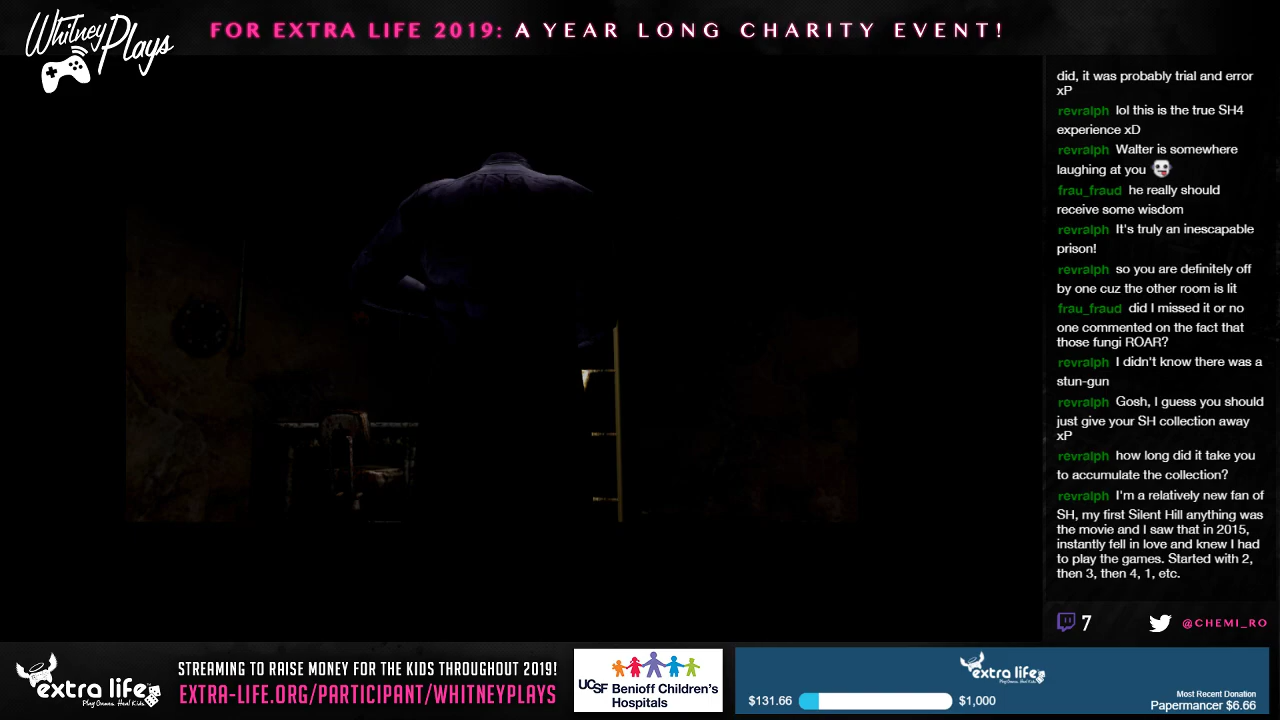 Whitney Plays
FOR EXTRA LIFE 2019: A YEAR LONG CHARITY EVENT!
did, it was probably trial and error
xP
revralph lol this is the true SH4
experience xD
revralph Walter is somewhere
laughing at you
frau_fraud he really should
receive some wisdom
revralph It's truly an inescapable
prison!
revralph so you are definitely off
by one cuz the other room is lit
frau_fraud did I missed it or no
one commented on the fact that
those fungi ROAR?
revralph I didn't know there was a
stun-gun
revralph Gosh, I guess you should
just give your SH collection away
xP
revralph how long did it take you
to accumulate the collection?
revralph I'm a relatively new fan of
SH, my first Silent Hill anything was
the movie and I saw that in 2015,
instantly fell in love and knew I had
to play the games. Started with 2,
then 3, then 4, 1, etc.
7
@CHEMI_RO
extra life
Play Games. Heal Kids.
STREAMING TO RAISE MONEY FOR THE KIDS THROUGHOUT 2019!
EXTRA-LIFE.ORG/PARTICIPANT/WHITNEYPLAYS
UCSF Benioff Children's
Hospitals
extra life
Play Games. Heal Kids.
$131.66
$1,000
Most Recent Donation
Papermancer $6.66